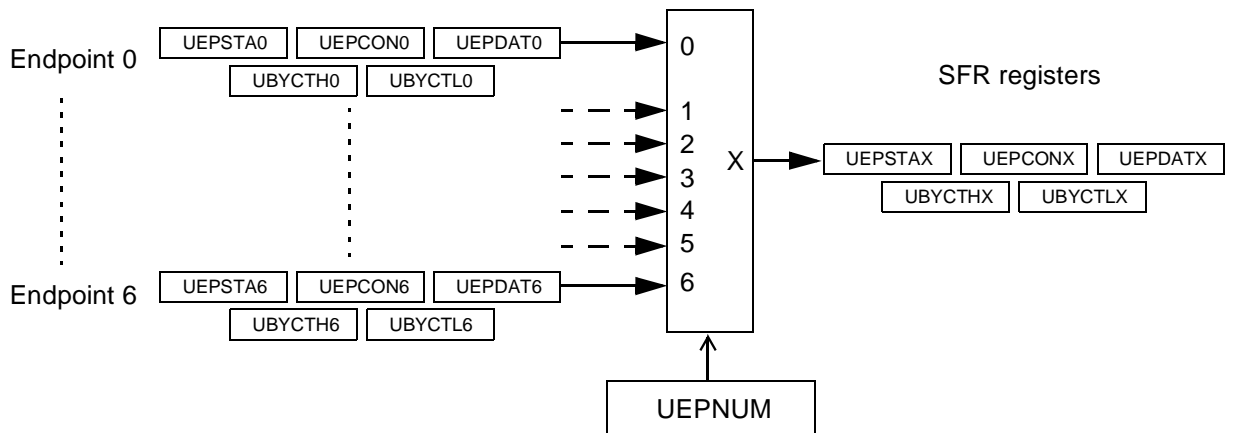 UEPSTA0 UEPCON0 UEPDAT0
Endpoint 0
UBYCTH0 UBYCTL0
0
SFR registers
1
2
3
4
5
6
X
UEPSTAX UEPCONX UEPDATX
UBYCTHX UBYCTLX
Endpoint 6
UEPSTA6 UEPCON6 UEPDAT6
UBYCTH6 UBYCTL6
UEPNUM